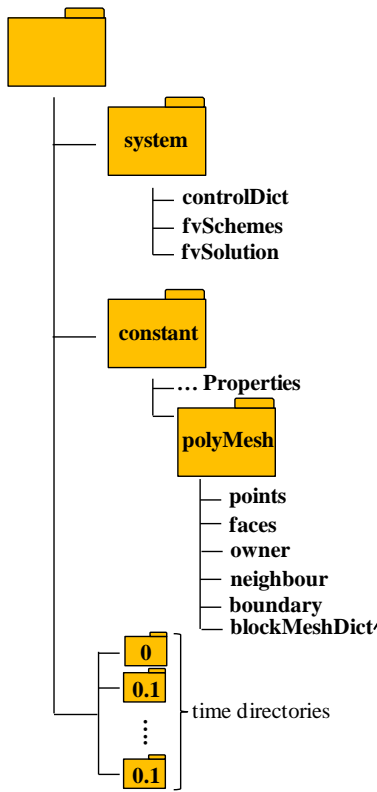 system
controlDict
fvSchemes
fvSolution
constant
... Properties
polyMesh
points
faces
owner
neighbour
boundary
blockMeshDict^
0
0.1
time directories
....
0.1